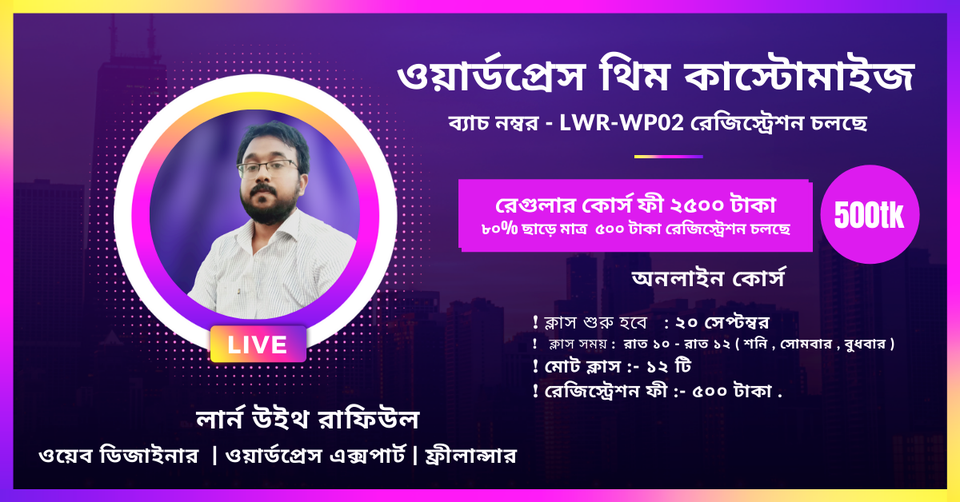 ওয়ার্ডপ্রেস থিম কাস্টোমাইজ
ব্যাচ নম্বর - LWR-WP02 রেজিস্ট্রেশন চলছে
রেগুলার কোর্স ফী ২৫০০ টাকা
৮০% ছাড়ে মাত্র ৫০০ টাকা রেজিস্ট্রেশন চলছে
500tk
অনলাইন কোর্স
! ক্লাস শুরু হবে : ২০ সেপ্টম্বর
! ক্লাস সময় : রাত ১০ - রাত ১২ ( শনি , সোমবার , বুধবার )
! মোট ক্লাস :- ১২ টি
! রেজিস্ট্রেশন ফী :- ৫০০ টাকা .
LIVE
লার্ন উইথ রাফিউল
ওয়েব ডিজাইনার | ওয়ার্ডপ্রেস এক্সপার্ট | ফ্রীলান্সার